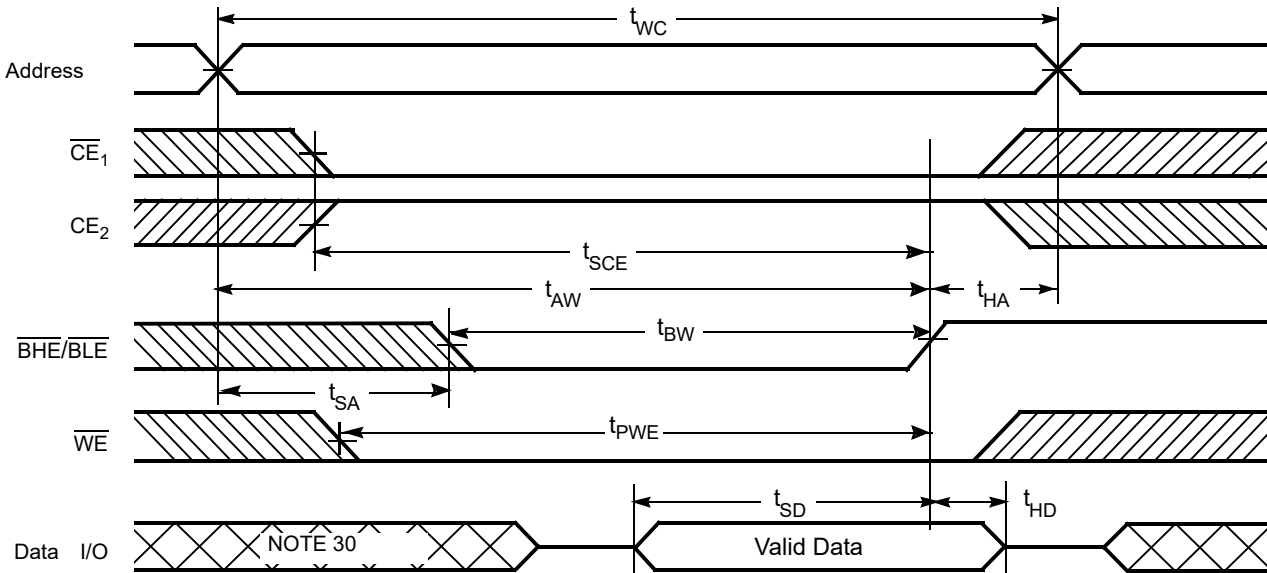 tWC
Address
CE1
CE2
tSCE
tAW
tHA
BHE/BLE
tBW
tSA
WE
tPWE
tSD
tHD
Data I/O
NOTE 30
Valid Data